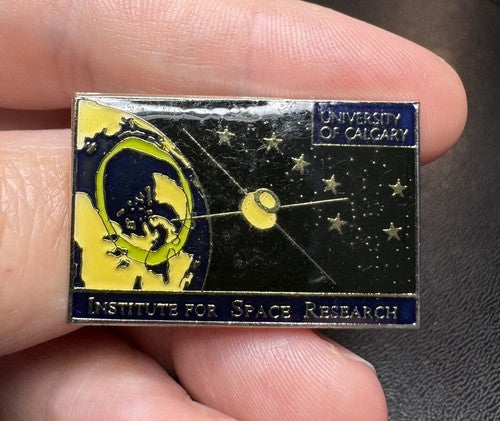 UNIVERSITY
OF CALGARY
INSTITUTE FOR SPACE RESEARCH